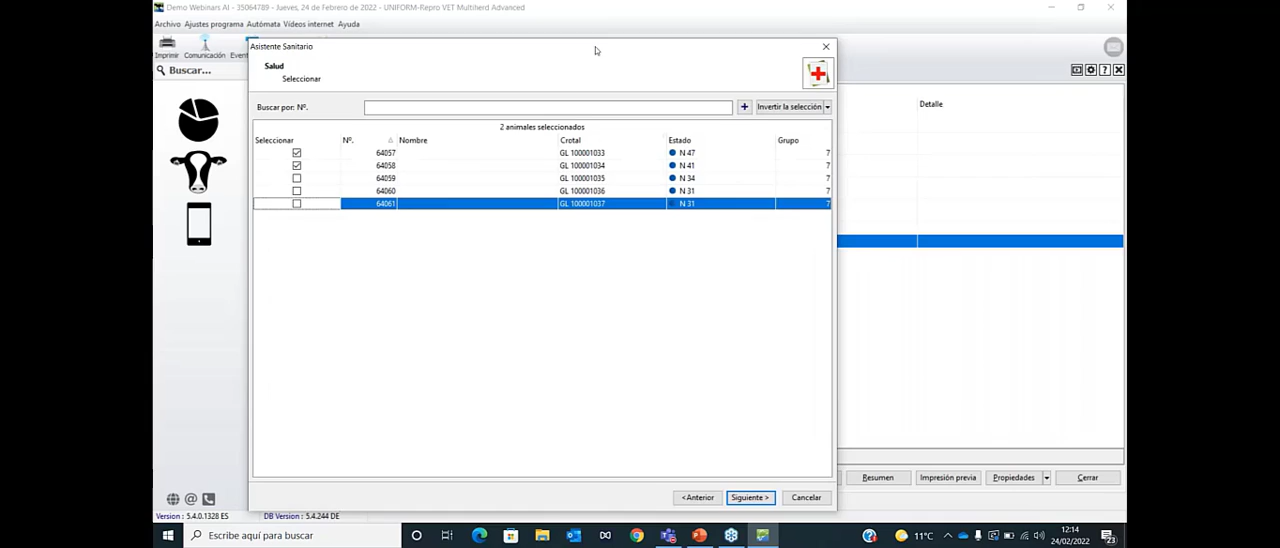 Demo Webinars AI - 35064789 - Jueves, 24 de Febrero de 2022 - UNIFORM-Repro VET Multiherd Advanced
Archivo Ajustes programa Autómata Vídeos internet Ayuda
Imprimir Comunicación Event
Buscar...
Asistente Sanitario
Salud
Seleccionar
Buscar por: Nº. + Invertir la selección
2 animales seleccionados
Seleccionar Nº. Nombre Crotal Estado Grupo
64057 GL 100001033 N 47 7
64058 GL 100001034 N 41 7
64059 GL 100001035 N 34 7
64060 GL 100001036 N 31 7
64061 GL 100001037 N 31 7
<Anterior Siguiente > Cancelar
Detalle
Resumen Impresión previa Propiedades Cerrar
Version : 5.4.0.1328 ES DB Version : 5.4.244 DE
Escribe aquí para buscar
11°C
12:14
24/02/2022
23